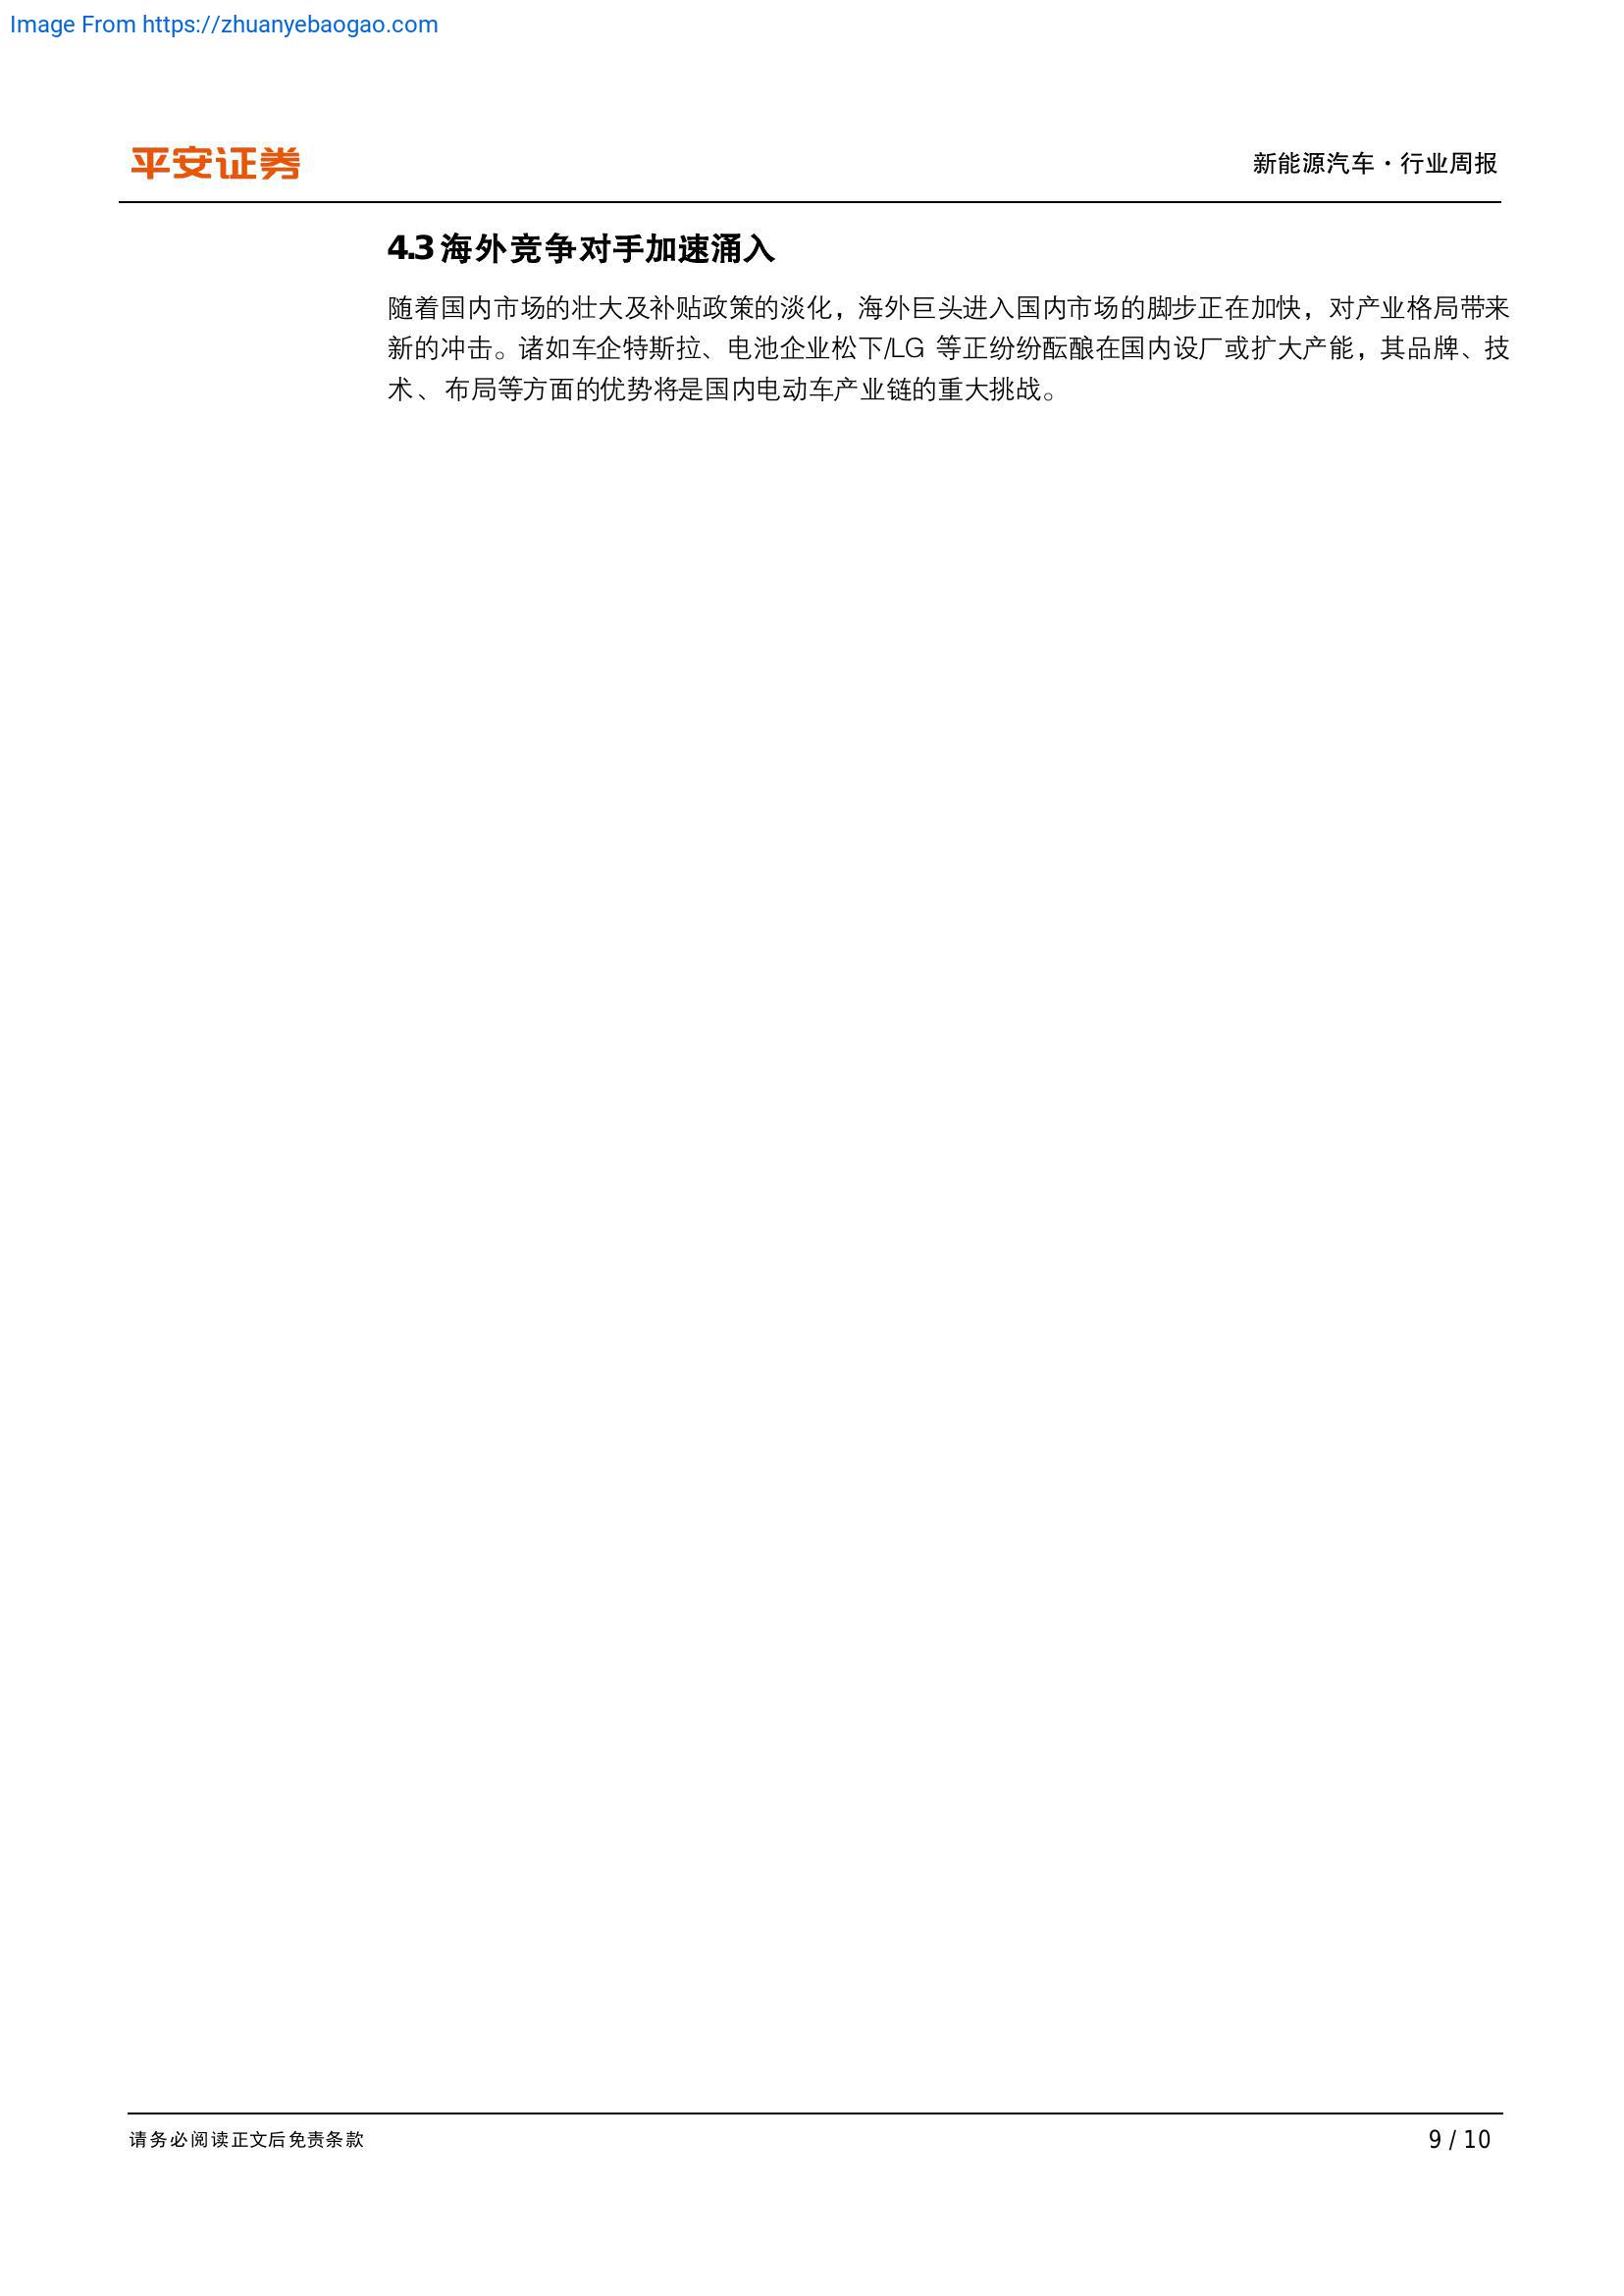 Image From https://zhuanyebaogao.com
平安证券
新能源汽车·行业周报
4.3 海外竞争对手加速涌入
随着国内市场的壮大及补贴政策的淡化，海外巨头进入国内市场的脚步正在加快，对产业格局带来
新的冲击。诸如车企特斯拉、电池企业松下/LG 等正纷纷酝酿在国内设厂或扩大产能，其品牌、技
术、布局等方面的优势将是国内电动车产业链的重大挑战。
请务必阅读正文后免责条款
9 / 10